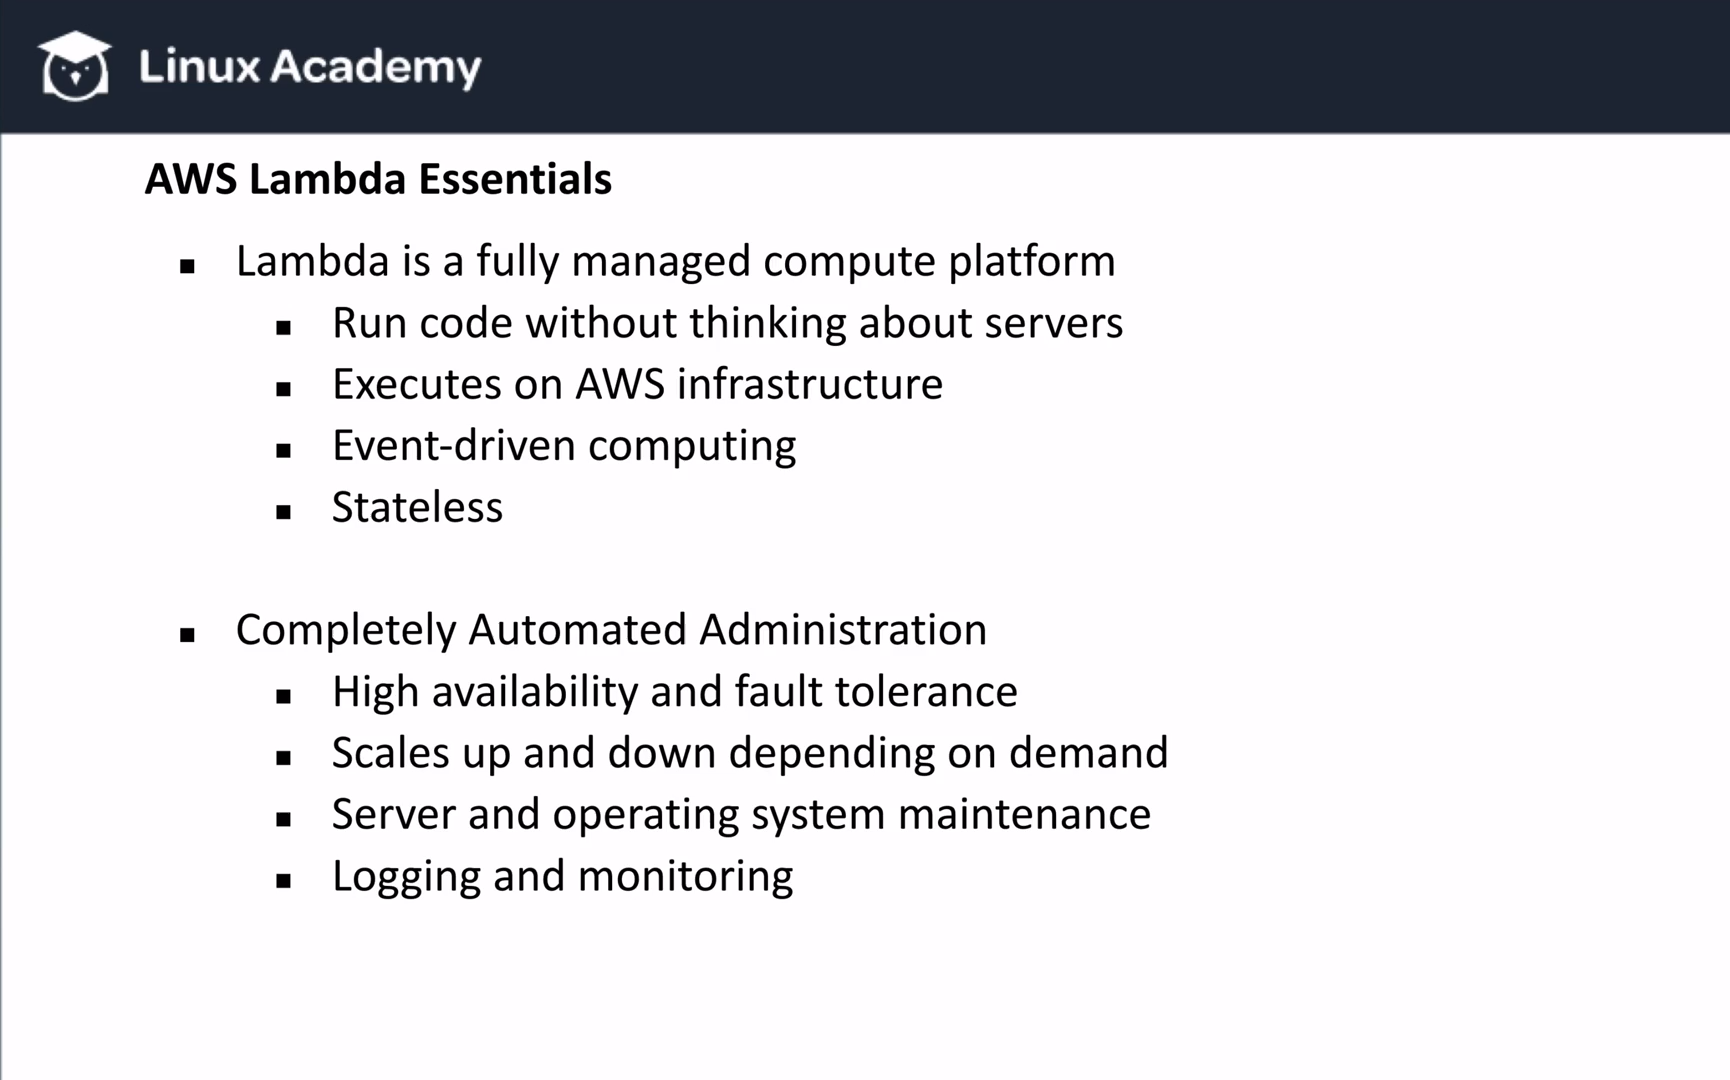 Linux Academy
AWS Lambda Essentials
▪ Lambda is a fully managed compute platform
▪ Run code without thinking about servers
▪ Executes on AWS infrastructure
▪ Event-driven computing
▪ Stateless
▪ Completely Automated Administration
▪ High availability and fault tolerance
▪ Scales up and down depending on demand
▪ Server and operating system maintenance
▪ Logging and monitoring